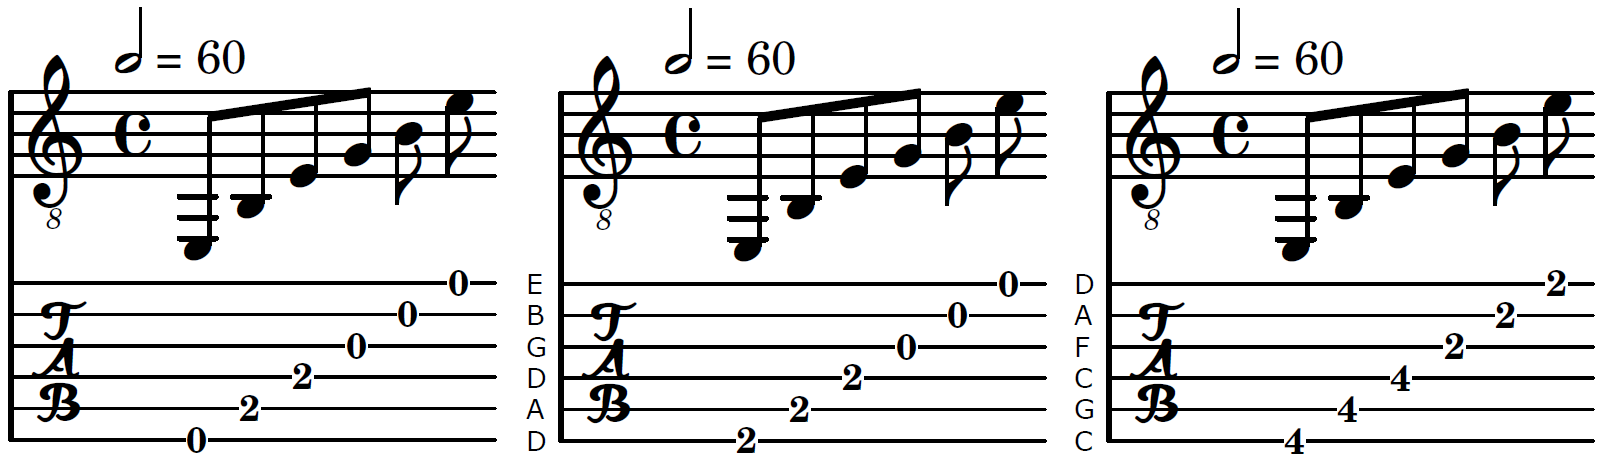 = 60 = 60 = 60
8 8 8
0 E 0 D 2
T 0 B T 0 A T 2
A 0 G A 0 F A 2
2 D 2 C 4
B 2 A B 2 G B 4
0 D 2 C 4